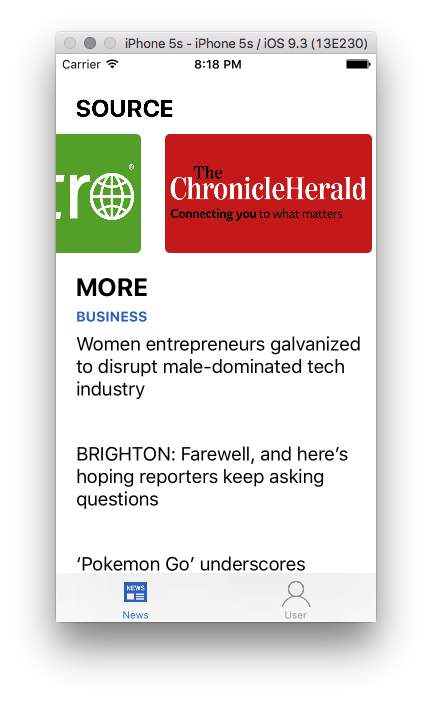 iPhone 5s - iPhone 5s / iOS 9.3 (13E230)
Carrier 8:18 PM
SOURCE
tro®
The
ChronicleHerald
Connecting you to what matters
MORE
BUSINESS
Women entrepreneurs galvanized
to disrupt male-dominated tech
industry
BRIGHTON: Farewell, and here’s
hoping reporters keep asking
questions
‘Pokemon Go’ underscores
NEWS
News User